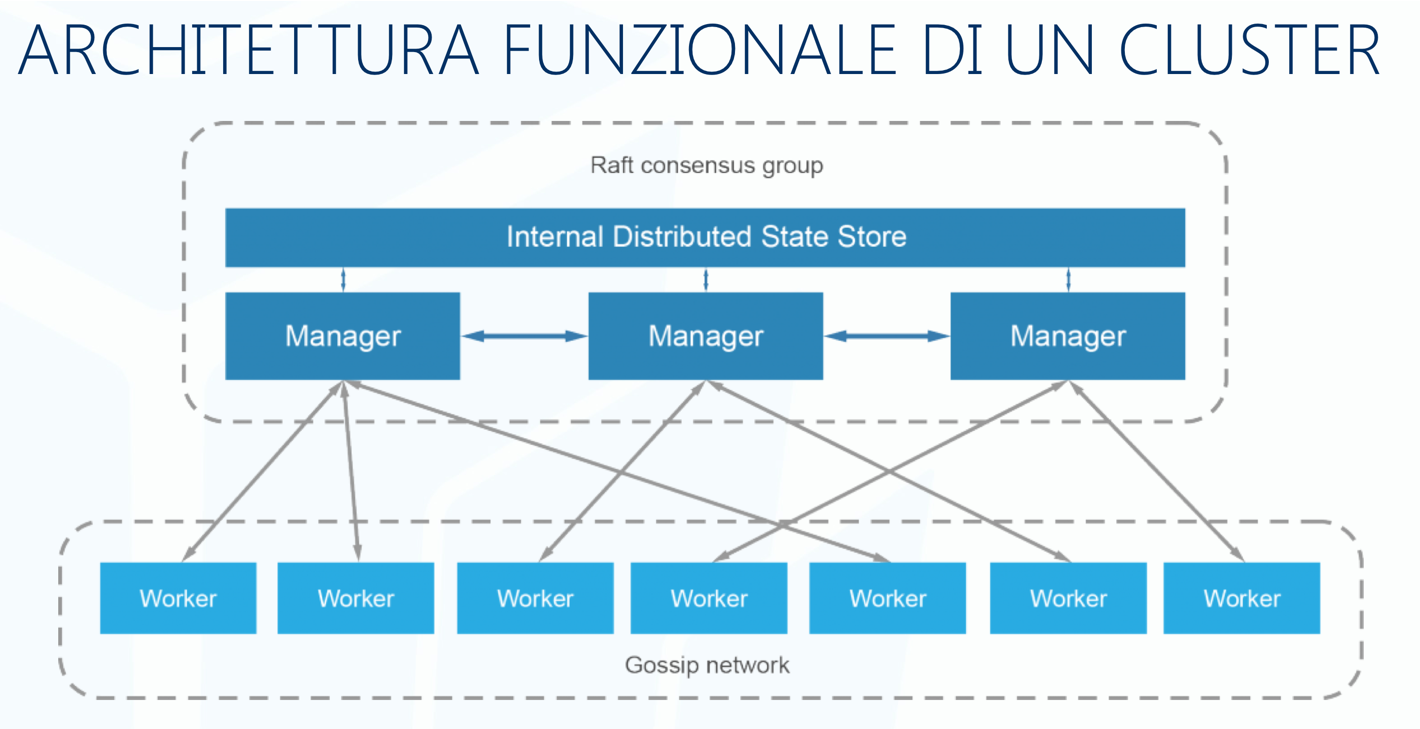 ARCHITETTURA FUNZIONALE DI UN CLUSTER
Raft consensus group
Internal Distributed State Store
Manager
Manager
Manager
Worker
Worker
Worker
Worker
Worker
Worker
Worker
Gossip network